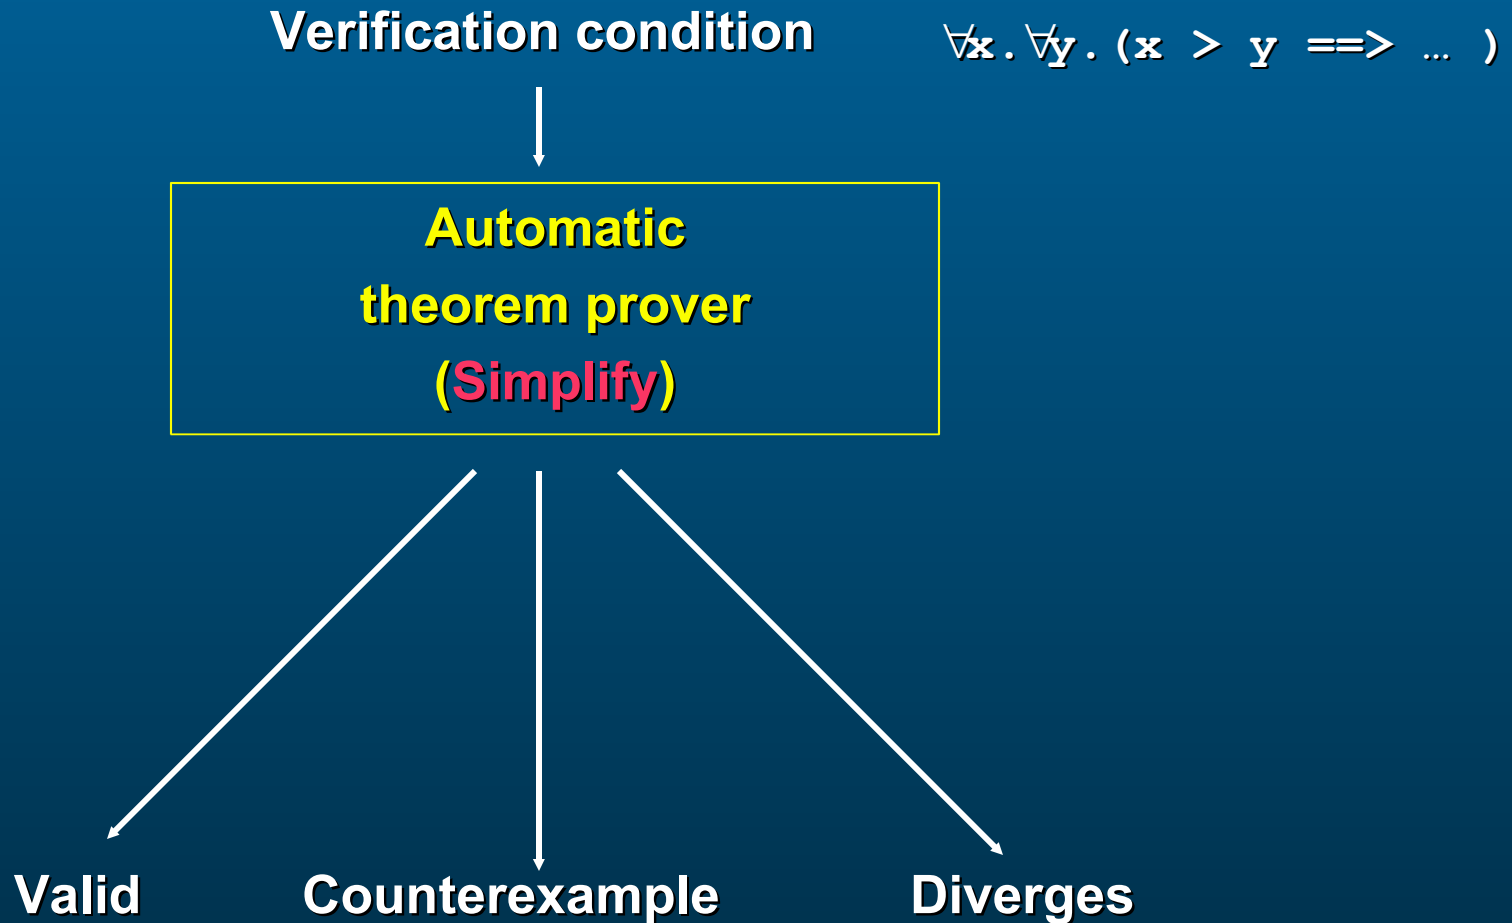 Verification condition
∀x.∀y.(x > y ==> … )
Automatic
theorem prover
(Simplify)
Valid
Counterexample
Diverges